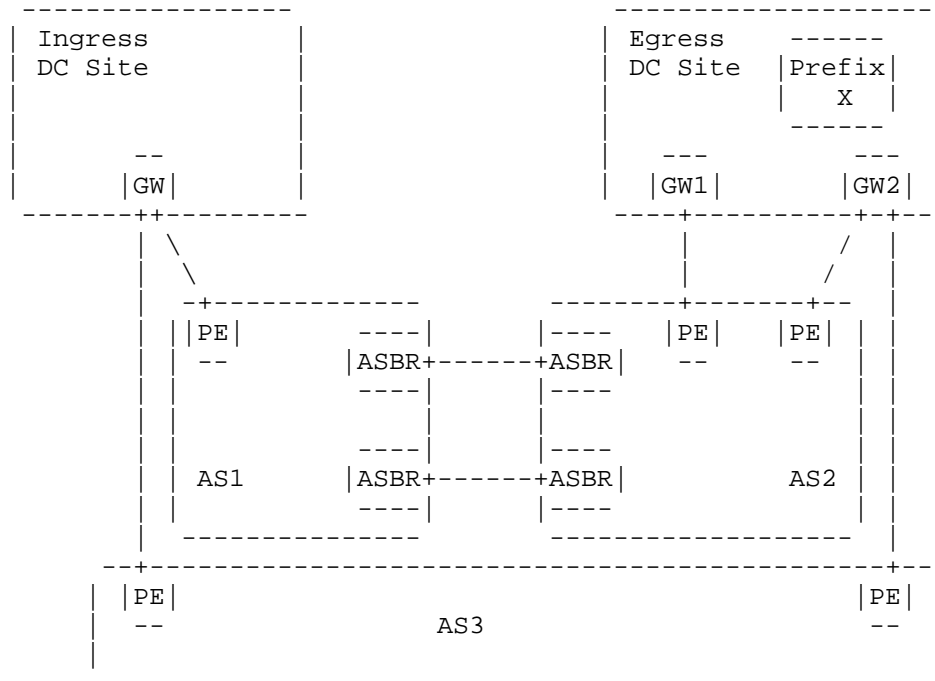 Ingress Egress
DC Site DC Site Prefix
X
GW GW1 GW2
PE PE PE
ASBR ASBR
AS1 ASBR ASBR AS2
PE PE
AS3